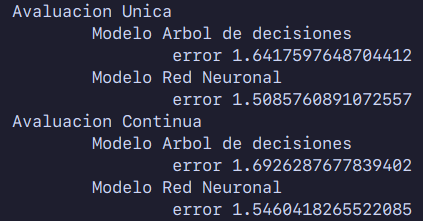 Avaluacion Unica
Modelo Arbol de decisiones
error 1.6417597648704412
Modelo Red Neuronal
error 1.5085760891072557
Avaluacion Continua
Modelo Arbol de decisiones
error 1.6926287677839402
Modelo Red Neuronal
error 1.5460418265522085